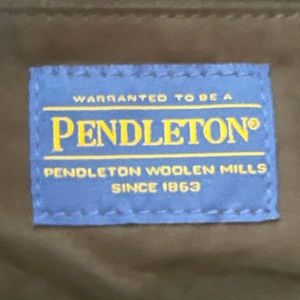 WARRANTED TO BE A
PENDLETON®
PENDLETON WOOLEN MILLS
SINCE 1863